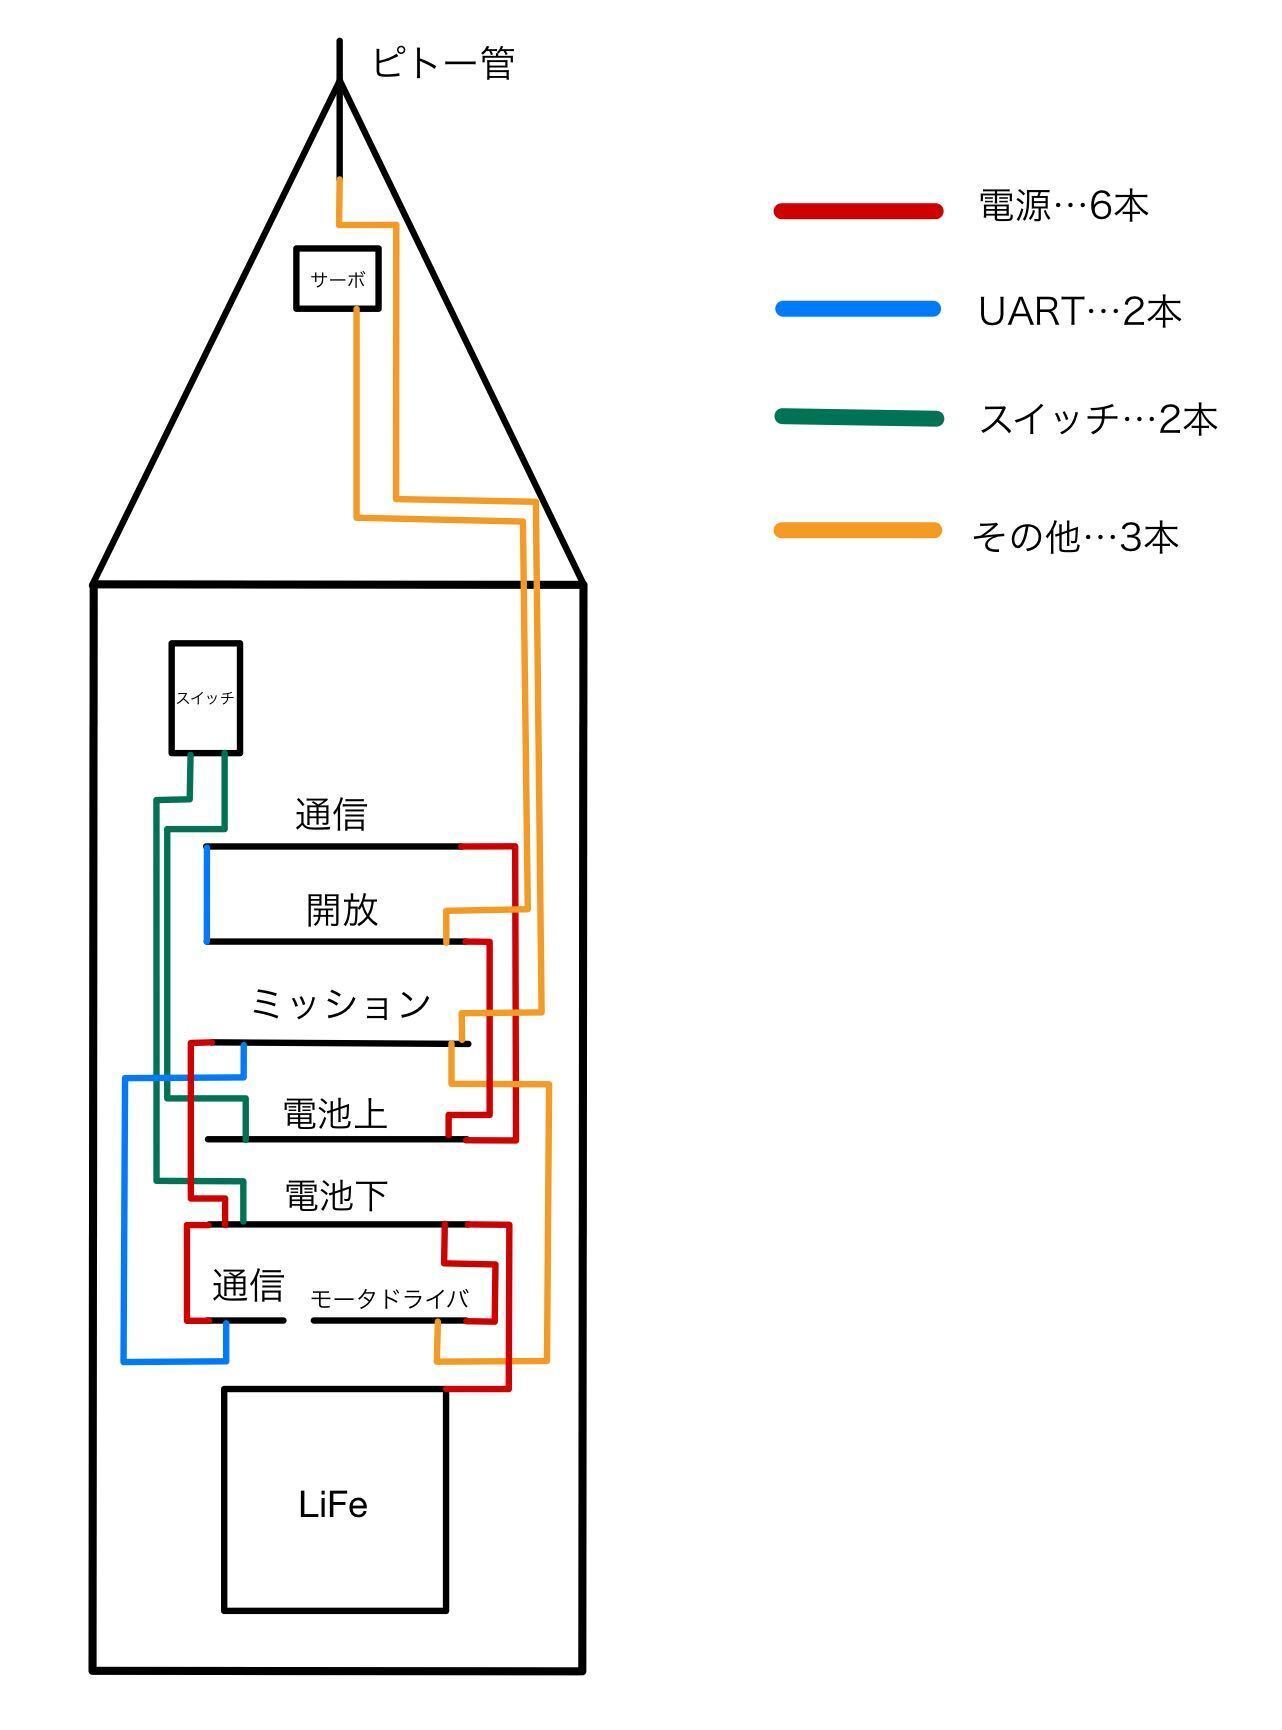 ピトー管
電源…6本
サーボ
UART…2本
スイッチ…2本
その他…3本
スイッチ
通信
開放
ミッション
電池上
電池下
通信
モータドライバ
LiFe